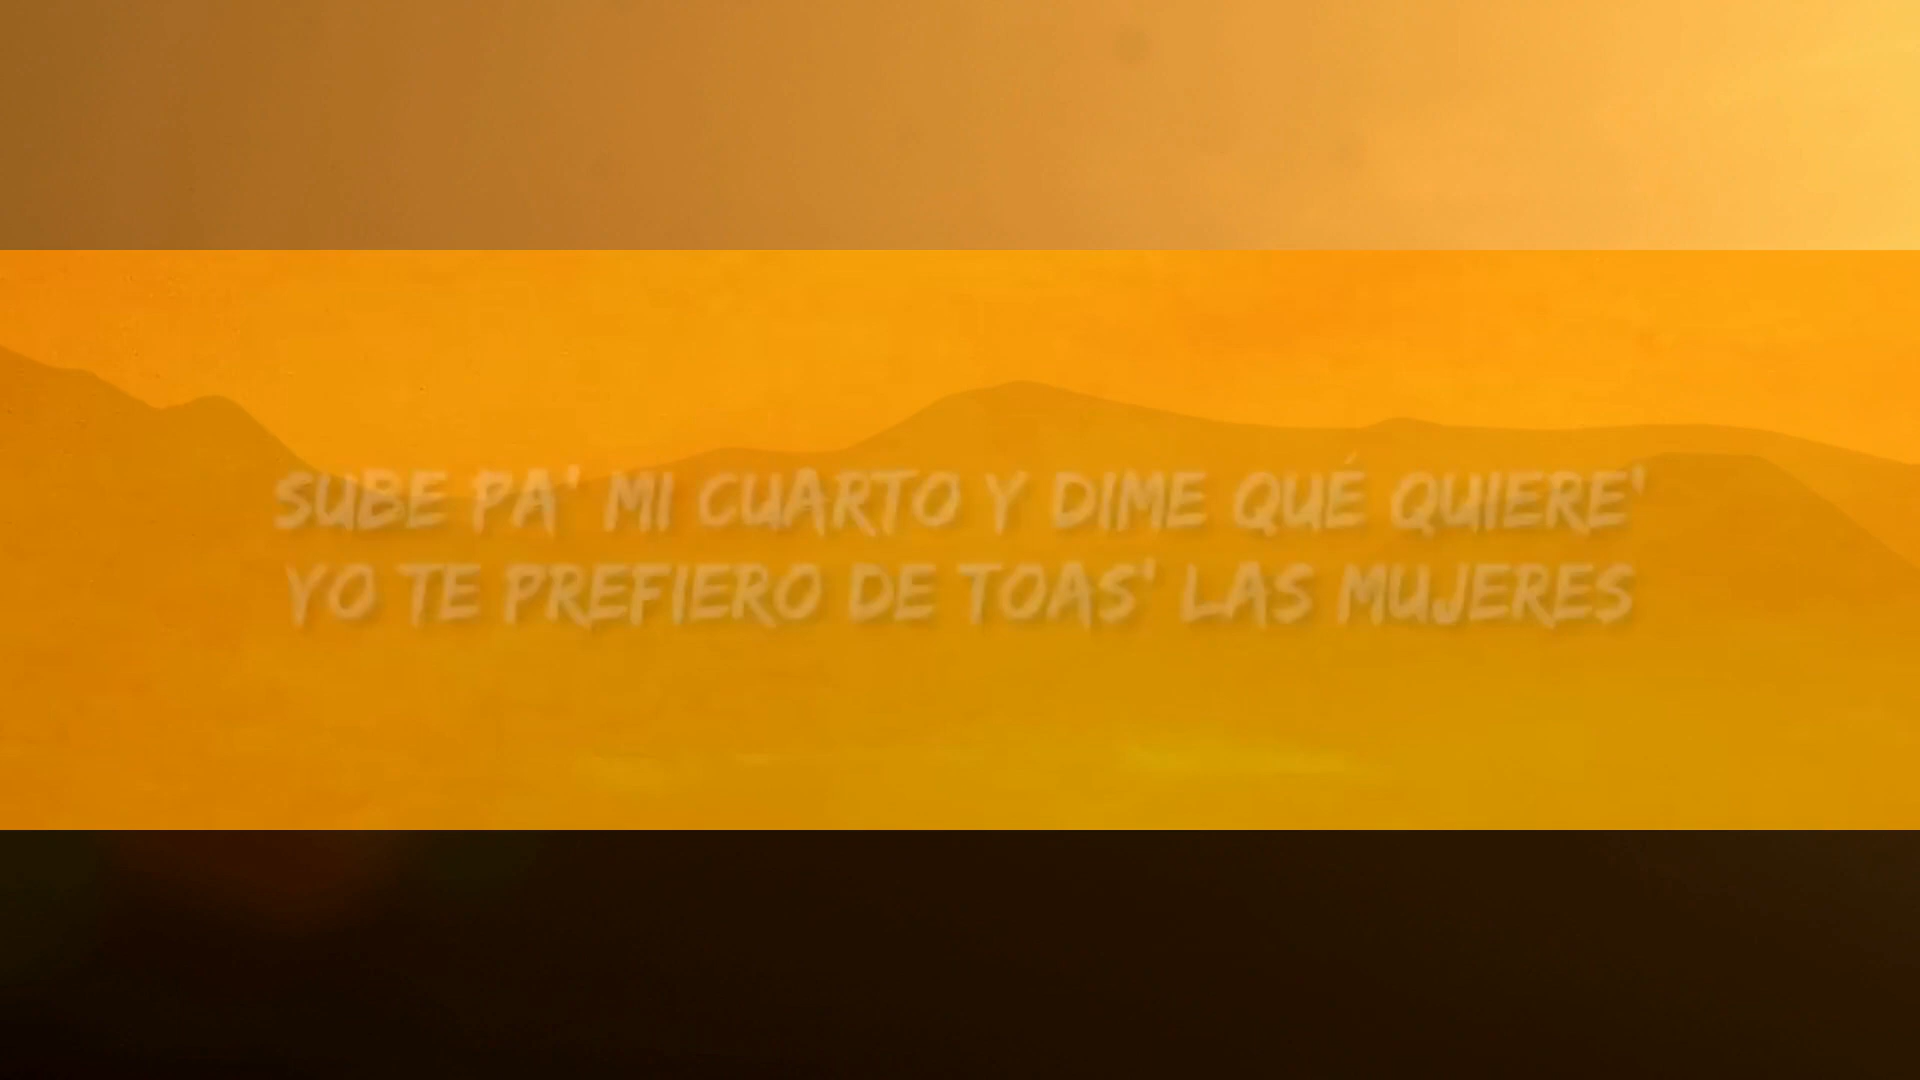 SUBE PA' MI CUARTO Y DIME QUÉ QUIERE'
YO TE PREFIERO DE TOAS' LAS MUJERES